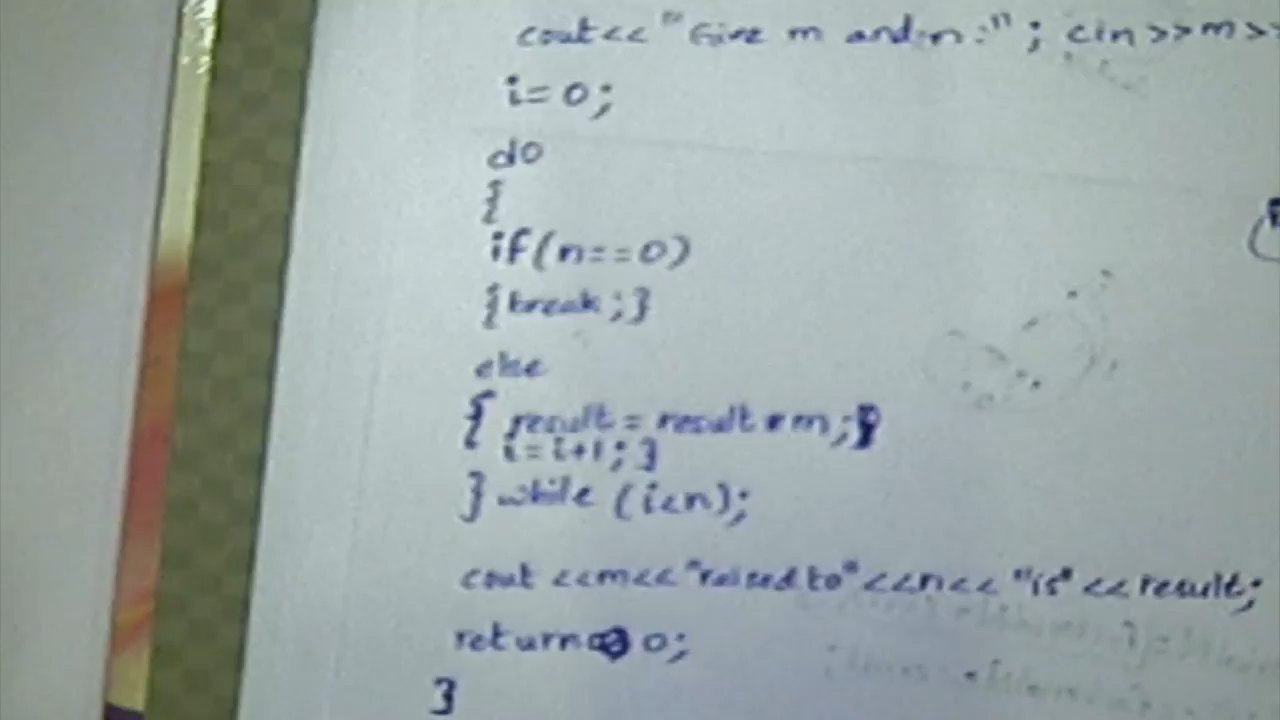 cout<< "Give m and n:"; cin>>m>>
i=0;
do
{
if(n==0)
{break;}
else
{ result = result * m;
i=i+1; }
} while (i<n);
cout <<m<< "raised to" <<n<< "is" << result;
return 0;
}